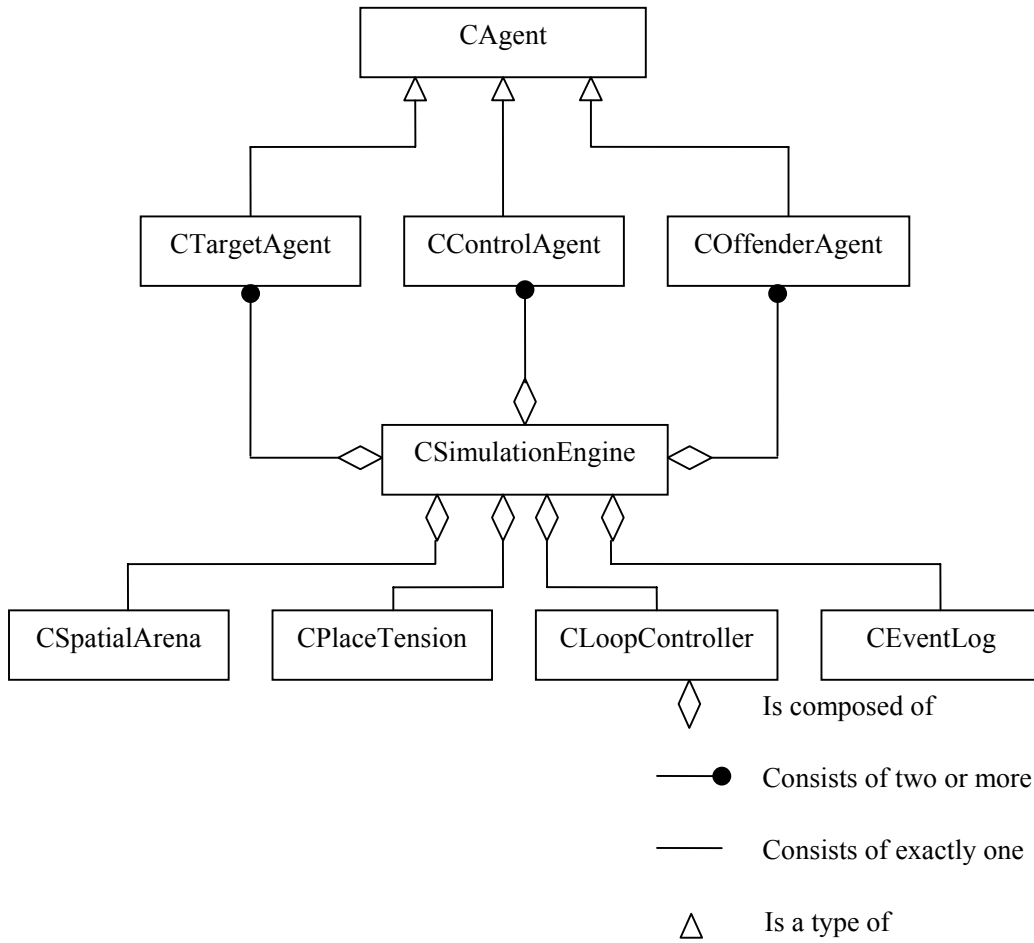 CAgent
CTargetAgent
CControlAgent
COffenderAgent
CSimulationEngine
CSpatialArena
CPlaceTension
CLoopController
CEventLog
Is composed of
Consists of two or more
Consists of exactly one
Is a type of